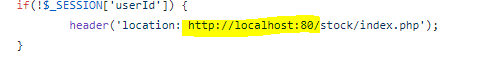 if(!$_SESSION['userId']) {
header('location: http://localhost:80/stock/index.php');
}